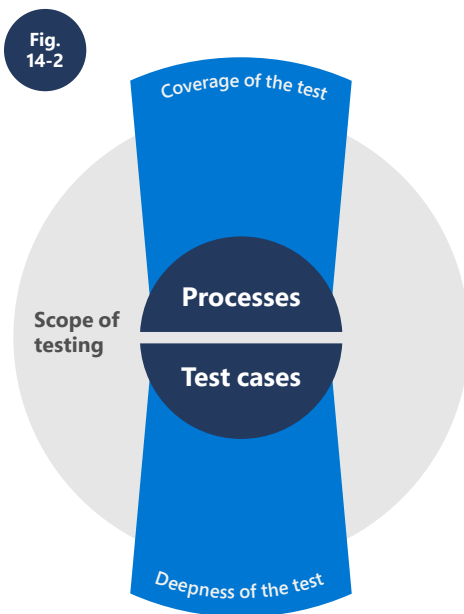 Fig.
14-2
Coverage of the test
Processes
Scope of
testing
Test cases
Deepness of the test